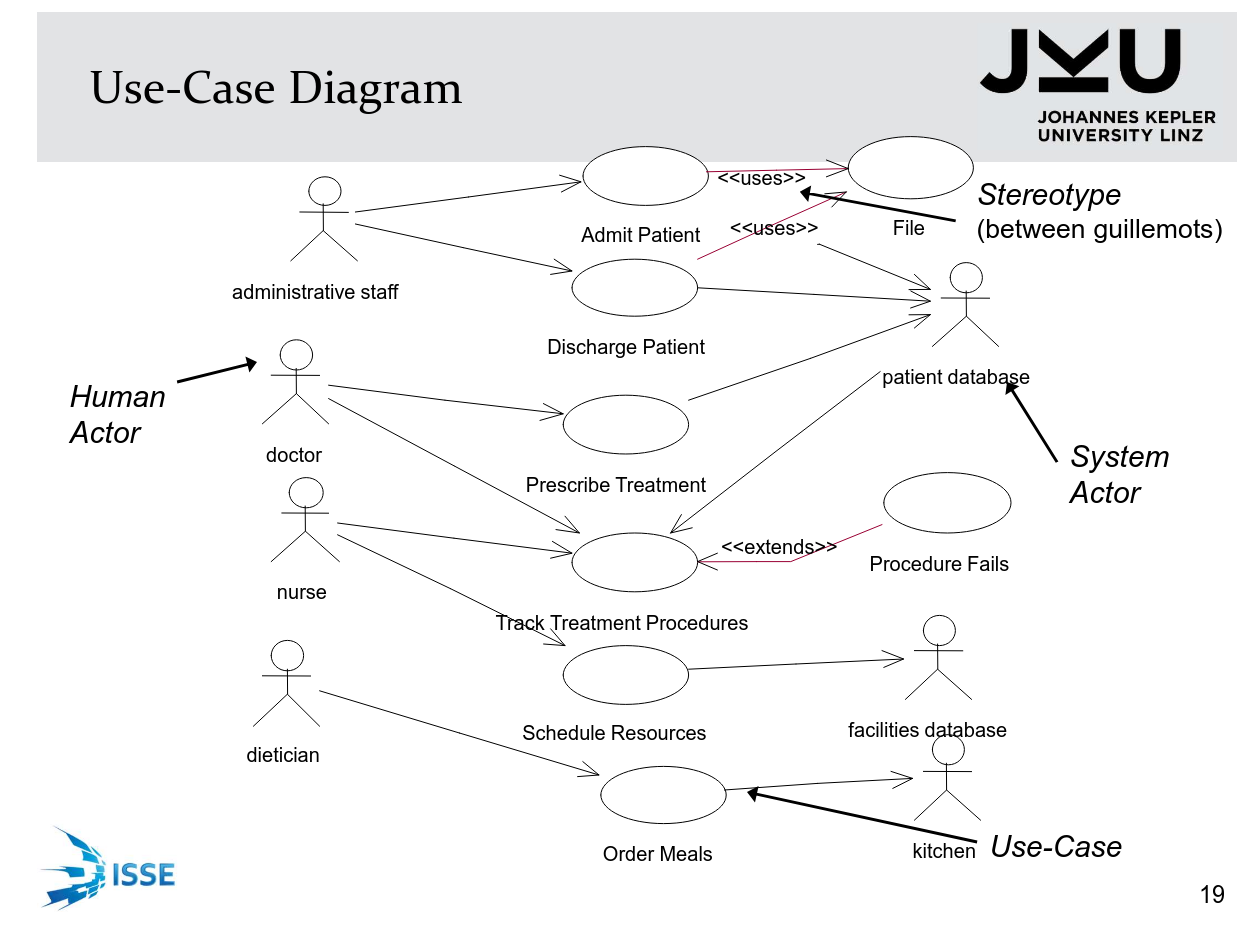 Use-Case Diagram
JKU
JOHANNES KEPLER
UNIVERSITY LINZ
<<uses>>
Stereotype
(between guillemots)
<<uses>>
File
Admit Patient
administrative staff
Discharge Patient
patient database
Human
Actor
doctor
System
Actor
Prescribe Treatment
<<extends>>
Procedure Fails
nurse
Track Treatment Procedures
Schedule Resources
facilities database
dietician
Order Meals
kitchen
Use-Case
ISSE
19